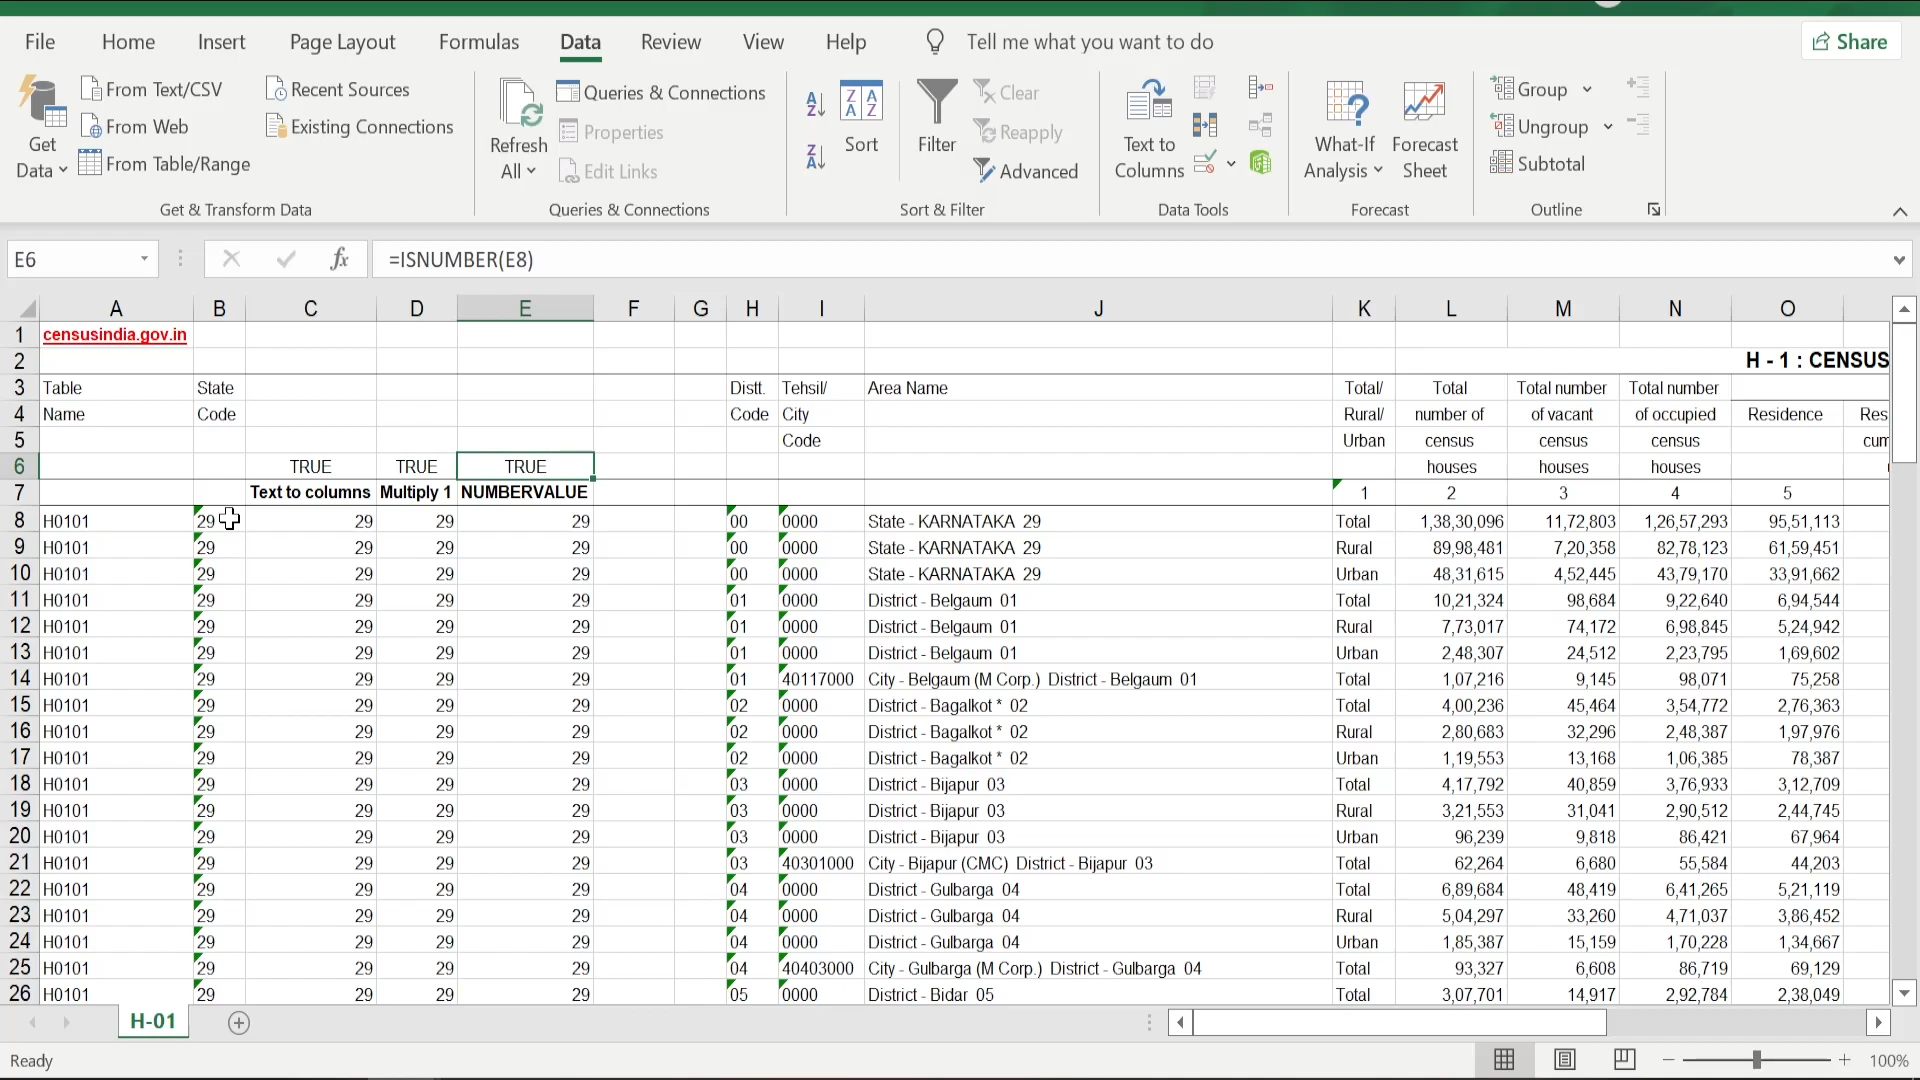 File Home Insert Page Layout Formulas Data Review View Help Tell me what you want to do Share
Get Data
From Text/CSV
From Web
From Table/Range
Recent Sources
Existing Connections
Get & Transform Data
Refresh All
Queries & Connections
Properties
Edit Links
Queries & Connections
Sort
Filter
Clear
Reapply
Advanced
Sort & Filter
Text to Columns
Data Tools
What-If Analysis
Forecast Sheet
Forecast
Group
Ungroup
Subtotal
Outline
E6 fx =ISNUMBER(E8)
A B C D E F G H I J K L M N O
1 censusindia.gov.in
2 H - 1 : CENSUS
3 Table State Distt. Tehsil/ Area Name Total/ Total Total number Total number
4 Name Code Code City Rural/ number of of vacant of occupied Residence Res
5 Code Urban census census census cum
6 TRUE TRUE TRUE houses houses houses
7 Text to columns Multiply 1 NUMBERVALUE 1 2 3 4 5
8 H0101 29 29 29 29 00 0000 State - KARNATAKA 29 Total 1,38,30,096 11,72,803 1,26,57,293 95,51,113
9 H0101 29 29 29 29 00 0000 State - KARNATAKA 29 Rural 89,98,481 7,20,358 82,78,123 61,59,451
10 H0101 29 29 29 29 00 0000 State - KARNATAKA 29 Urban 48,31,615 4,52,445 43,79,170 33,91,662
11 H0101 29 29 29 29 01 0000 District - Belgaum 01 Total 10,21,324 98,684 9,22,640 6,94,544
12 H0101 29 29 29 29 01 0000 District - Belgaum 01 Rural 7,73,017 74,172 6,98,845 5,24,942
13 H0101 29 29 29 29 01 0000 District - Belgaum 01 Urban 2,48,307 24,512 2,23,795 1,69,602
14 H0101 29 29 29 29 01 40117000 City - Belgaum (M Corp.) District - Belgaum 01 Total 1,07,216 9,145 98,071 75,258
15 H0101 29 29 29 29 02 0000 District - Bagalkot * 02 Total 4,00,236 45,464 3,54,772 2,76,363
16 H0101 29 29 29 29 02 0000 District - Bagalkot * 02 Rural 2,80,683 32,296 2,48,387 1,97,976
17 H0101 29 29 29 29 02 0000 District - Bagalkot * 02 Urban 1,19,553 13,168 1,06,385 78,387
18 H0101 29 29 29 29 03 0000 District - Bijapur 03 Total 4,17,792 40,859 3,76,933 3,12,709
19 H0101 29 29 29 29 03 0000 District - Bijapur 03 Rural 3,21,553 31,041 2,90,512 2,44,745
20 H0101 29 29 29 29 03 0000 District - Bijapur 03 Urban 96,239 9,818 86,421 67,964
21 H0101 29 29 29 29 03 40301000 City - Bijapur (CMC) District - Bijapur 03 Total 62,264 6,680 55,584 44,203
22 H0101 29 29 29 29 04 0000 District - Gulbarga 04 Total 6,89,684 48,419 6,41,265 5,21,119
23 H0101 29 29 29 29 04 0000 District - Gulbarga 04 Rural 5,04,297 33,260 4,71,037 3,86,452
24 H0101 29 29 29 29 04 0000 District - Gulbarga 04 Urban 1,85,387 15,159 1,70,228 1,34,667
25 H0101 29 29 29 29 04 40403000 City - Gulbarga (M Corp.) District - Gulbarga 04 Total 93,327 6,608 86,719 69,129
26 H0101 29 29 29 29 05 0000 District - Bidar 05 Total 3,07,701 14,917 2,92,784 2,38,049
H-01
Ready 100%